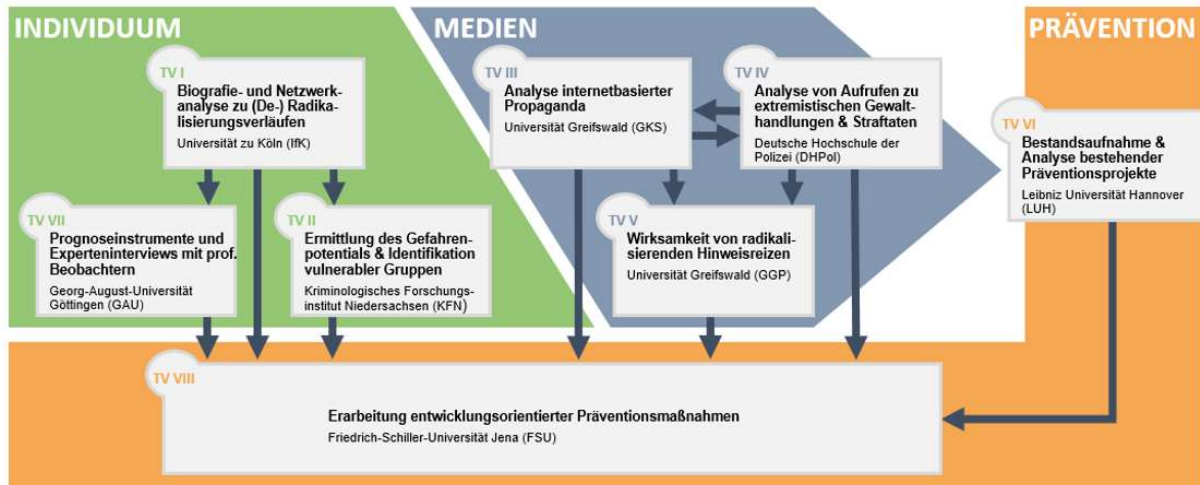 INDIVIDUUM
MEDIEN
PRÄVENTION
TV I
Biografie- und Netzwerk-
analyse zu (De-) Radika-
lisierungsverläufen
Universität zu Köln (IfK)
TV III
Analyse internetbasierter
Propaganda
Universität Greifswald (GKS)
TV IV
Analyse von Aufrufen zu
extremistischen Gewalt-
handlungen & Straftaten
Deutsche Hochschule der
Polizei (DHPol)
TV VI
Bestandsaufnahme &
Analyse bestehender
Präventionsprojekte
Leibniz Universität Hannover
(LUH)
TV VII
Prognoseinstrumente und
Experteninterviews mit prof.
Beobachtern
Georg-August-Universität
Göttingen (GAU)
TV II
Ermittlung des Gefahren-
potentials & Identifikation
vulnerabler Gruppen
Kriminologisches Forschungs-
institut Niedersachsen (KFN)
TV V
Wirksamkeit von radikali-
sierenden Hinweisreizen
Universität Greifswald (GGP)
TV VIII
Erarbeitung entwicklungsorientierter Präventionsmaßnahmen
Friedrich-Schiller-Universität Jena (FSU)